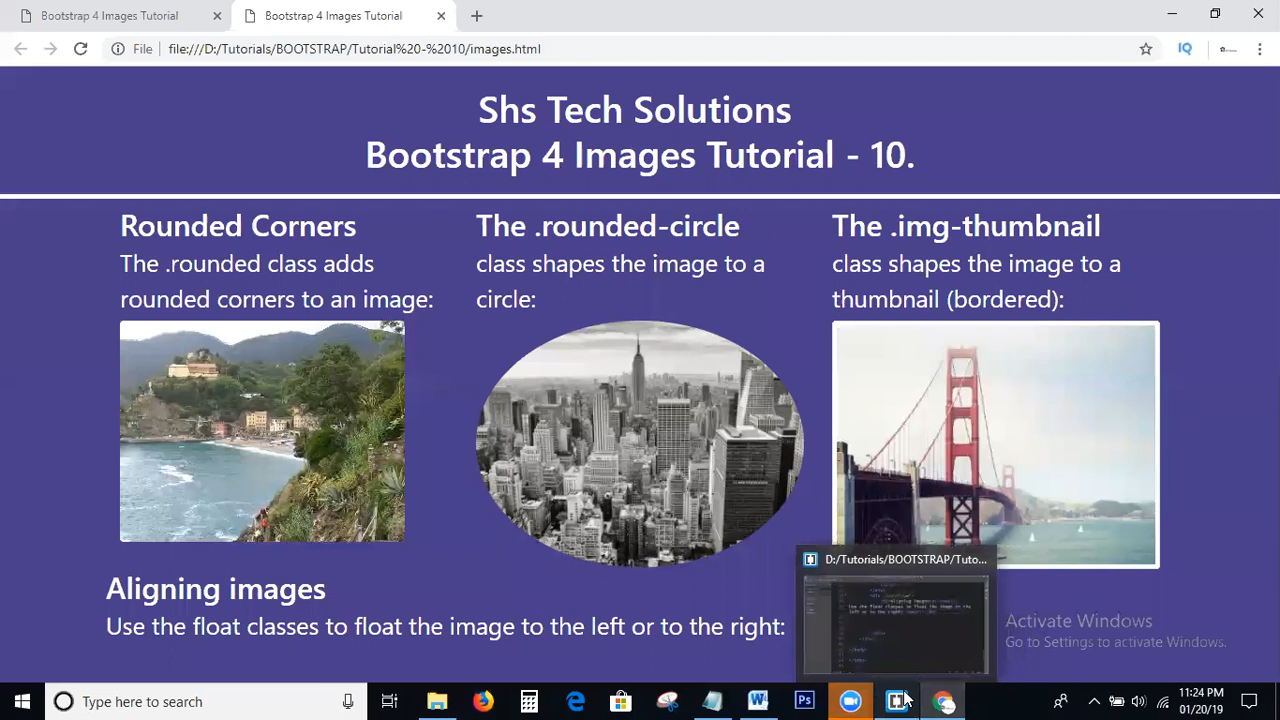 Bootstrap 4 Images Tutorial
Bootstrap 4 Images Tutorial
File
file:///D:/Tutorials/BOOTSTRAP/Tutorial%20-%2010/images.html
IQ
Shs Tech Solutions
Bootstrap 4 Images Tutorial - 10.
Rounded Corners
The .rounded class adds
rounded corners to an image:
The .rounded-circle
class shapes the image to a
circle:
The .img-thumbnail
class shapes the image to a
thumbnail (bordered):
Aligning images
Use the float classes to float the image to the left or to the right:
D:/Tutorials/BOOTSTRAP/Tuto...
Activate Windows
Go to Settings to activate Windows.
Type here to search
W
Ps
11:24 PM
01/20/19